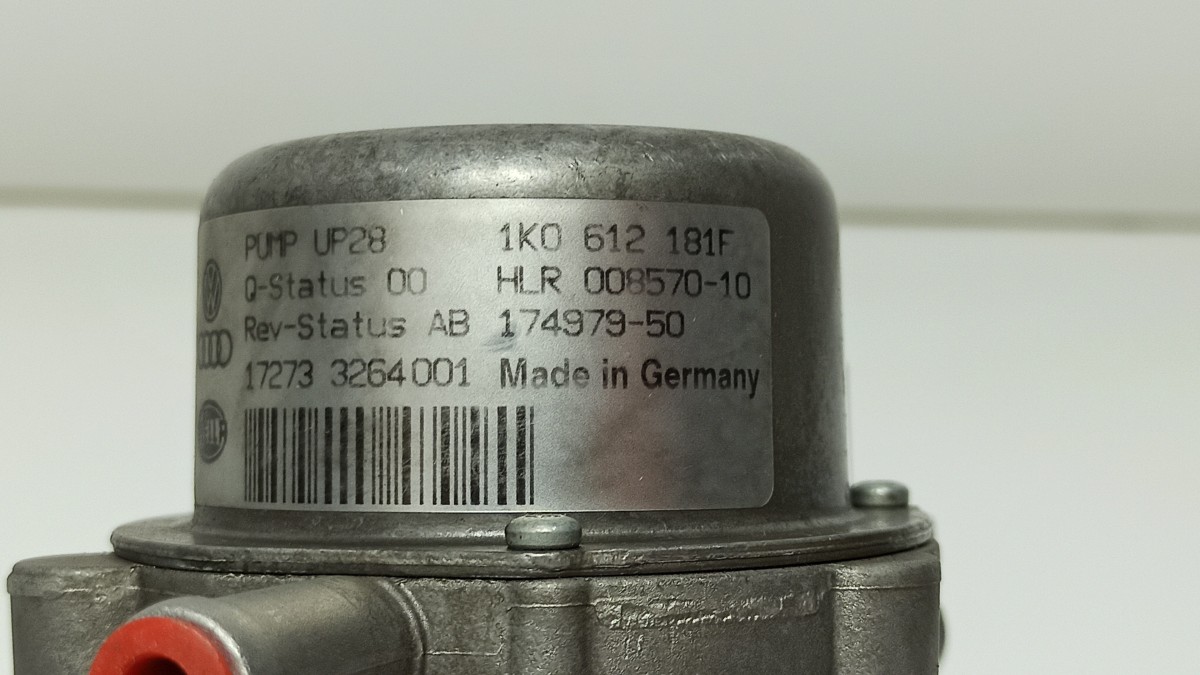 PUMP UP28 1K0 612 181F
Q-Status 00 HLR 008570-10
Rev-Status AB 174979-50
17273 3264001 Made in Germany